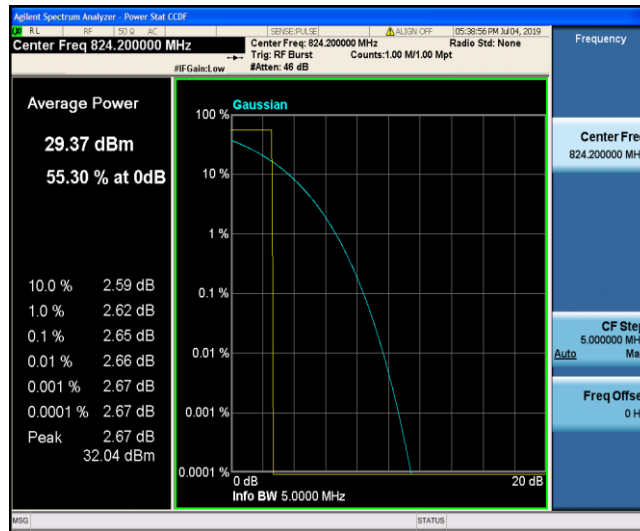 Agilent Spectrum Analyzer - Power Stat CCDF
RL RF 50 Ω AC SENSE:PULSE ALIGN OFF 05:38:56 PM Jul 04, 2019
Center Freq 824.200000 MHz
Center Freq: 824.200000 MHz Radio Std: None
Trig: RF Burst Counts:1.00 M/1.00 Mpt
#IFGain:Low #Atten: 46 dB
Frequency
Average Power
29.37 dBm
55.30 % at 0dB
10.0 % 2.59 dB
1.0 % 2.62 dB
0.1 % 2.65 dB
0.01 % 2.66 dB
0.001 % 2.67 dB
0.0001 % 2.67 dB
Peak 2.67 dB
32.04 dBm
Gaussian
100 %
10 %
1 %
0.1 %
0.01 %
0.001 %
0.0001 %
0 dB 20 dB
Info BW 5.0000 MHz
Center Fre
824.200000 MH
CF Step
5.000000 MH
Auto Ma
Freq Offse
0 H
MSG STATUS